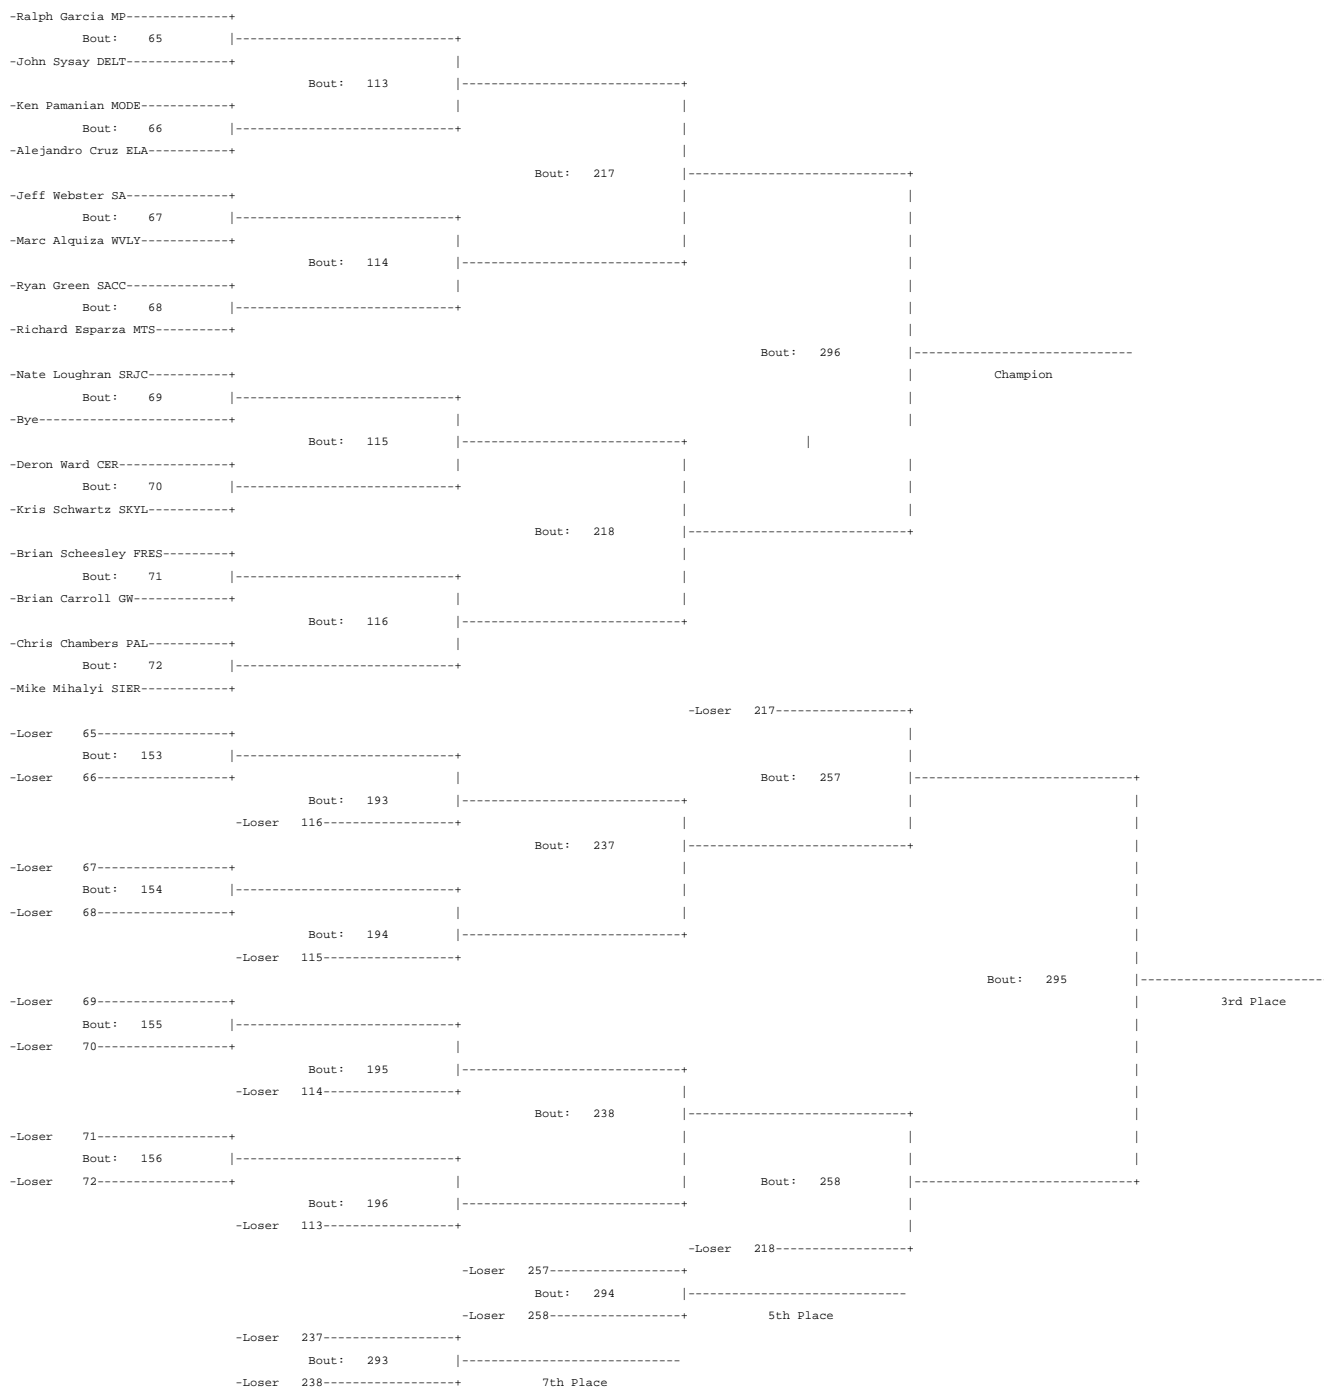 -Ralph Garcia MP--------------+
Bout: 65 |------------------------------+
-John Sysay DELT--------------+ |
Bout: 113 |------------------------------+
-Ken Pamanian MODE------------+ | |
Bout: 66 |------------------------------+ |
-Alejandro Cruz ELA-----------+ |
Bout: 217 |------------------------------+
-Jeff Webster SA--------------+ | |
Bout: 67 |------------------------------+ | |
-Marc Alquiza WVLY------------+ | | |
Bout: 114 |------------------------------+ |
-Ryan Green SACC--------------+ | |
Bout: 68 |------------------------------+ |
-Richard Esparza MTS----------+ |
Bout: 296 |------------------------------
-Nate Loughran SRJC-----------+ | Champion
Bout: 69 |------------------------------+ |
-Bye--------------------------+ | |
Bout: 115 |------------------------------+ |
-Deron Ward CER---------------+ | | |
Bout: 70 |------------------------------+ | |
-Kris Schwartz SKYL-----------+ | |
Bout: 218 |------------------------------+
-Brian Scheesley FRES---------+ |
Bout: 71 |------------------------------+ |
-Brian Carroll GW-------------+ | |
Bout: 116 |------------------------------+
-Chris Chambers PAL-----------+ |
Bout: 72 |------------------------------+
-Mike Mihalyi SIER------------+
-Loser 217------------------+
-Loser 65------------------+ |
Bout: 153 |------------------------------+ |
-Loser 66------------------+ | Bout: 257 |------------------------------+
Bout: 193 |------------------------------+ | |
-Loser 116------------------+ | | |
Bout: 237 |------------------------------+ |
-Loser 67------------------+ | |
Bout: 154 |------------------------------+ | |
-Loser 68------------------+ | | |
Bout: 194 |------------------------------+ |
-Loser 115------------------+ |
Bout: 295 |-------------------------
-Loser 69------------------+ | 3rd Place
Bout: 155 |------------------------------+ |
-Loser 70------------------+ | |
Bout: 195 |------------------------------+ |
-Loser 114------------------+ | |
Bout: 238 |------------------------------+ |
-Loser 71------------------+ | | |
Bout: 156 |------------------------------+ | | |
-Loser 72------------------+ | | Bout: 258 |------------------------------+
Bout: 196 |------------------------------+ |
-Loser 113------------------+ |
-Loser 218------------------+
-Loser 257------------------+
Bout: 294 |------------------------------
-Loser 258------------------+ 5th Place
-Loser 237------------------+
Bout: 293 |------------------------------
-Loser 238------------------+ 7th Place